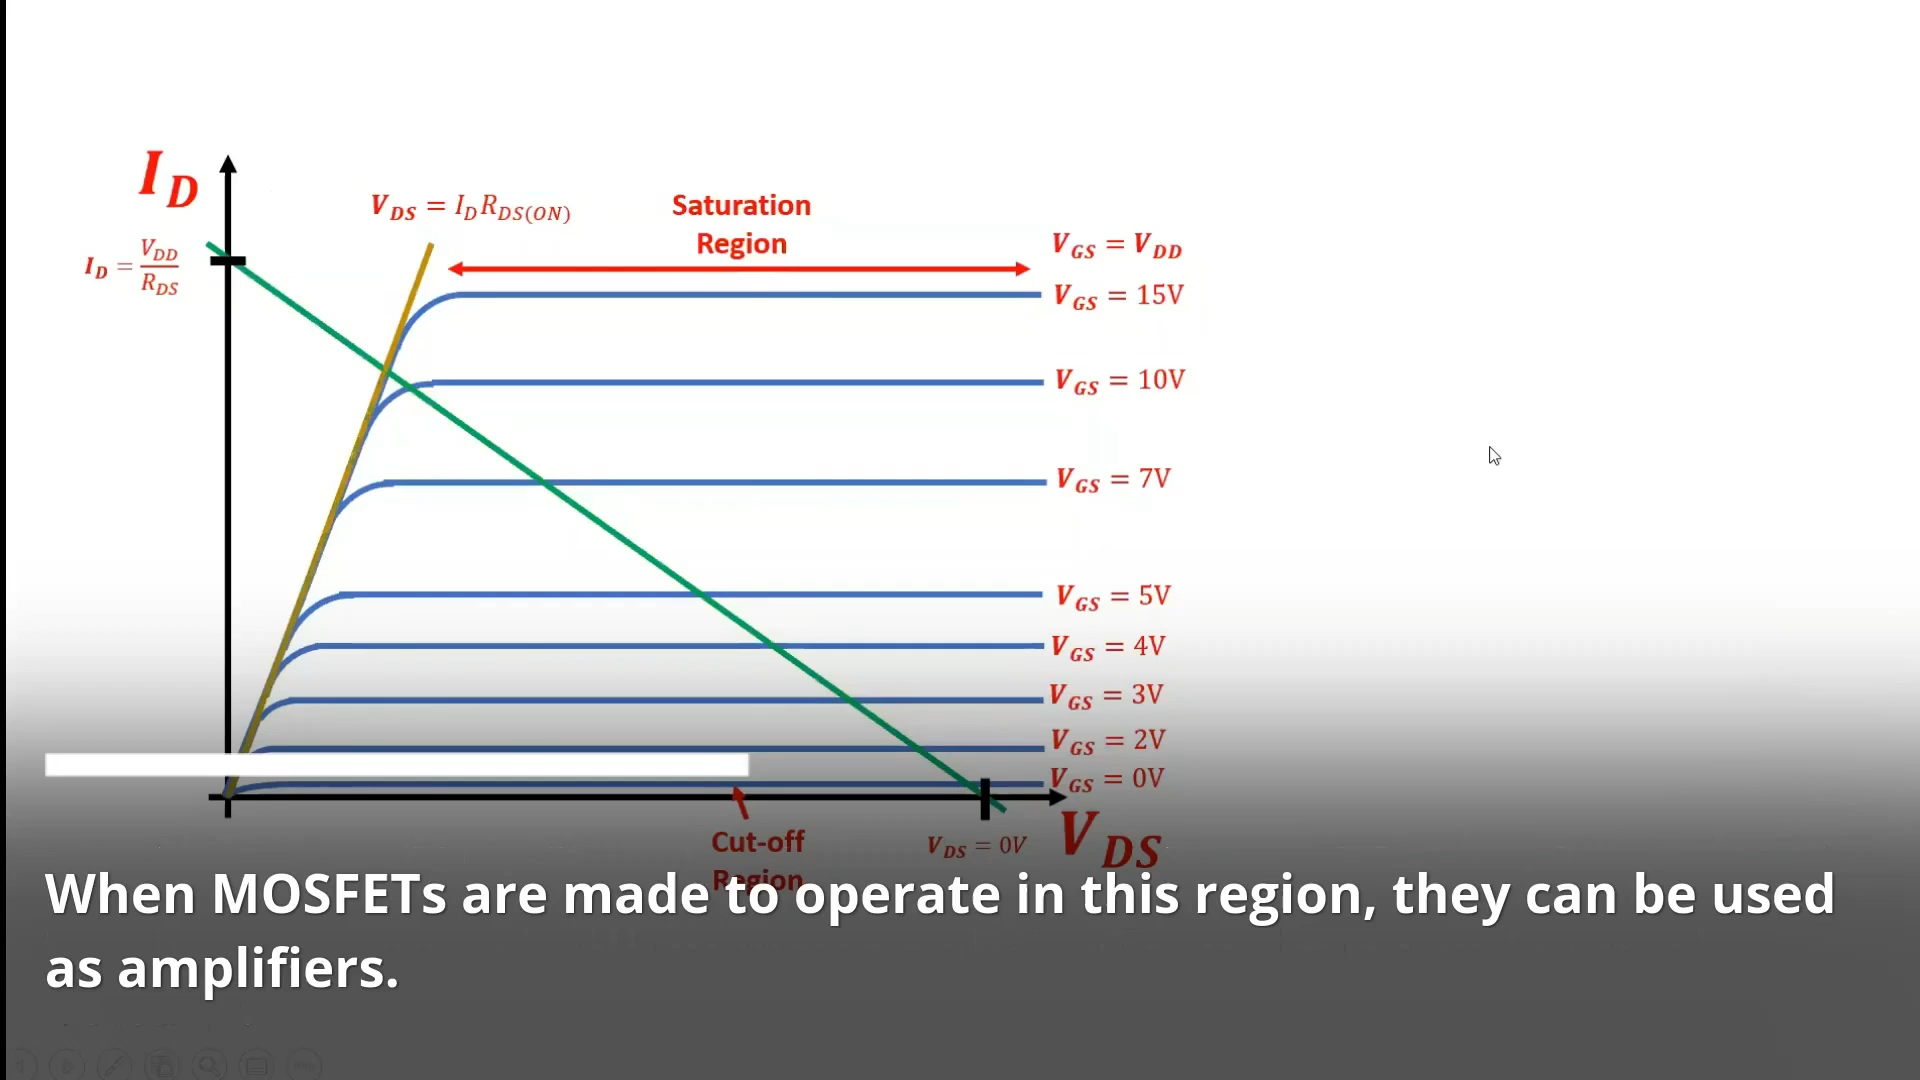 I_D
V_DS = I_D R_DS(ON)
Saturation
Region
V_GS = V_DD
I_D = V_DD / R_DS
V_GS = 15V
V_GS = 10V
V_GS = 7V
V_GS = 5V
V_GS = 4V
V_GS = 3V
V_GS = 2V
V_GS = 0V
Cut-off
Region
V_DS = 0V
V_DS
When MOSFETs are made to operate in this region, they can be used
as amplifiers.